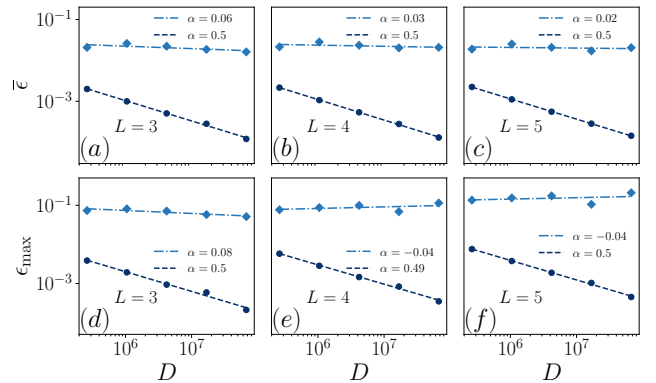 10⁻¹
10⁻³
ϵ̄
α = 0.06
α = 0.5
L = 3
(a)
α = 0.03
α = 0.5
L = 4
(b)
α = 0.02
α = 0.5
L = 5
(c)
10⁻¹
10⁻³
ϵmax
α = 0.08
α = 0.5
L = 3
(d)
α = −0.04
α = 0.49
L = 4
(e)
α = −0.04
α = 0.5
L = 5
(f)
10⁶ 10⁷
10⁶ 10⁷
10⁶ 10⁷
D D D